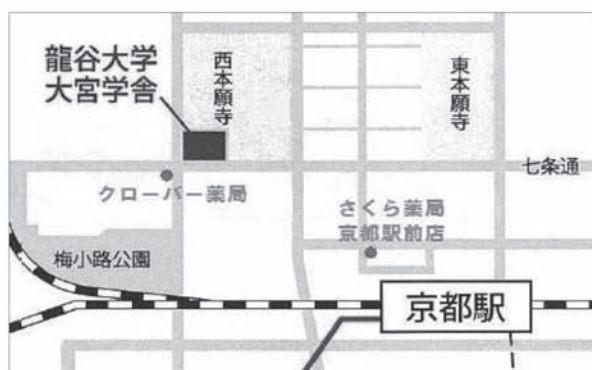 龍谷大学
大宮学舎
西本願寺
東本願寺
七条通
クローバー薬局
さくら薬局
京都駅前店
梅小路公園
京都駅